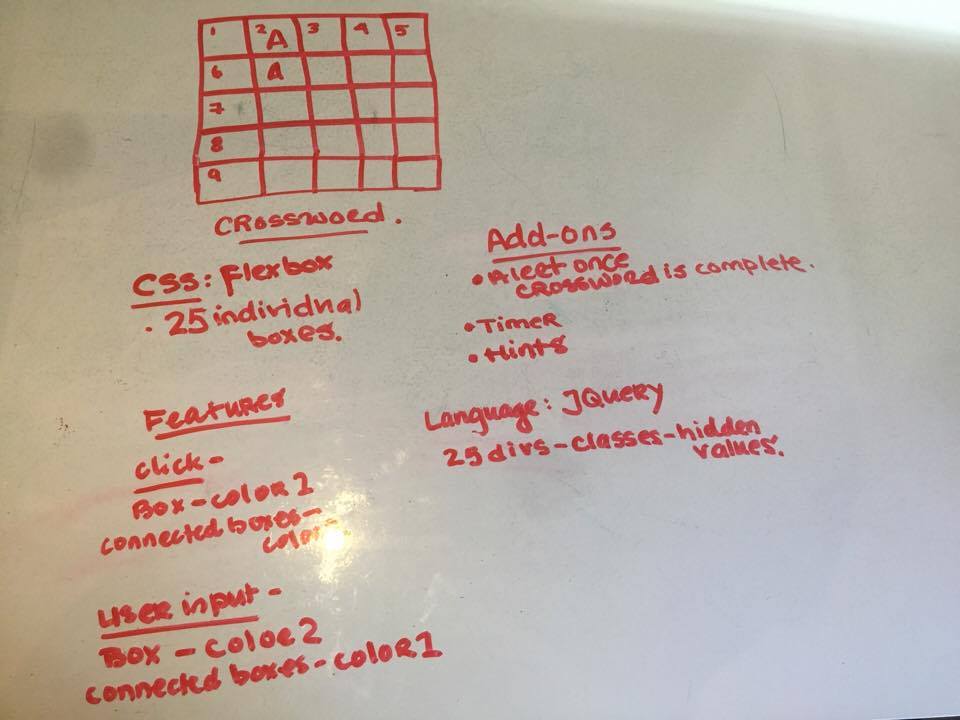 1 2 A 3 4 5
6 A
7
8
9
CROSSWORD.
CSS: Flexbox
· 25 individual
boxes.
Features
click -
Box - color 2
connected boxes -
User input -
Box - color 2
connected boxes - color 1
Add-ons
• Alert once
CROSSWORD is complete.
• Timer
• Hints
Language: JQuery
25 divs - classes - hidden
values.